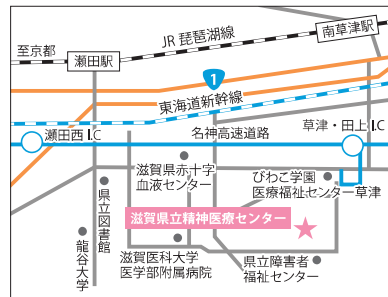 JR 琵琶湖線
南草津駅
至京都
瀬田駅
1
東海道新幹線
瀬田西 I.C
名神高速道路
草津・田上 I.C
滋賀県赤十字
血液センター
びわこ学園
医療福祉センター草津
県立図書館
滋賀県立精神医療センター
龍谷大学
滋賀医科大学
医学部附属病院
県立障害者
福祉センター